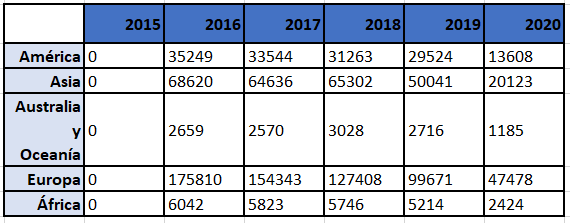 2015 2016 2017 2018 2019 2020
América 0 35249 33544 31263 29524 13608
Asia 0 68620 64636 65302 50041 20123
Australia
y 0 2659 2570 3028 2716 1185
Oceanía
Europa 0 175810 154343 127408 99671 47478
África 0 6042 5823 5746 5214 2424